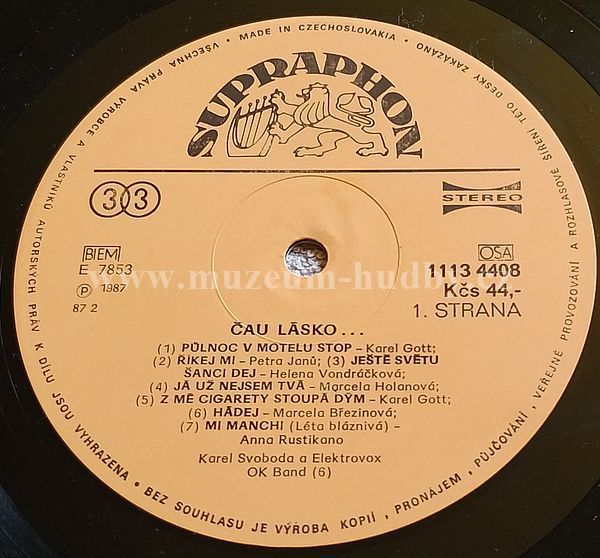 • MADE IN CZECHOSLOVAKIA • VŠECHNA PRÁVA VÝROBCE A VLASTNÍKŮ AUTORSKÝCH PRÁV K DÍLU JSOU VYHRAZENA • BEZ SOUHLASU JE VÝROBA KOPIÍ, PRONÁJEM, PŮJČOVÁNÍ, VEŘEJNÉ PROVOZOVÁNÍ A ROZHLASOVÉ ŠÍŘENÍ TÉTO DESKY ZAKÁZÁNO
SUPRAPHON
33
STEREO
BIEM
E 7853
Ⓟ 1987
87 2
OSA
1113 4408
Kčs 44,-
1. STRANA
www.muzeum-hudby.cz
ČAU LÁSKO...
(1) PŮLNOC V MOTELU STOP – Karel Gott;
(2) ŘÍKEJ MI – Petra Janů; (3) JEŠTĚ SVĚTU
ŠANCI DEJ – Helena Vondráčková;
(4) JÁ UŽ NEJSEM TVÁ – Marcela Holanová;
(5) Z MÉ CIGARETY STOUPÁ DÝM – Karel Gott;
(6) HÁDEJ – Marcela Březinová;
(7) MI MANCHI (Léta bláznivá) –
Anna Rustikano
Karel Svoboda a Elektrovox
OK Band (6)